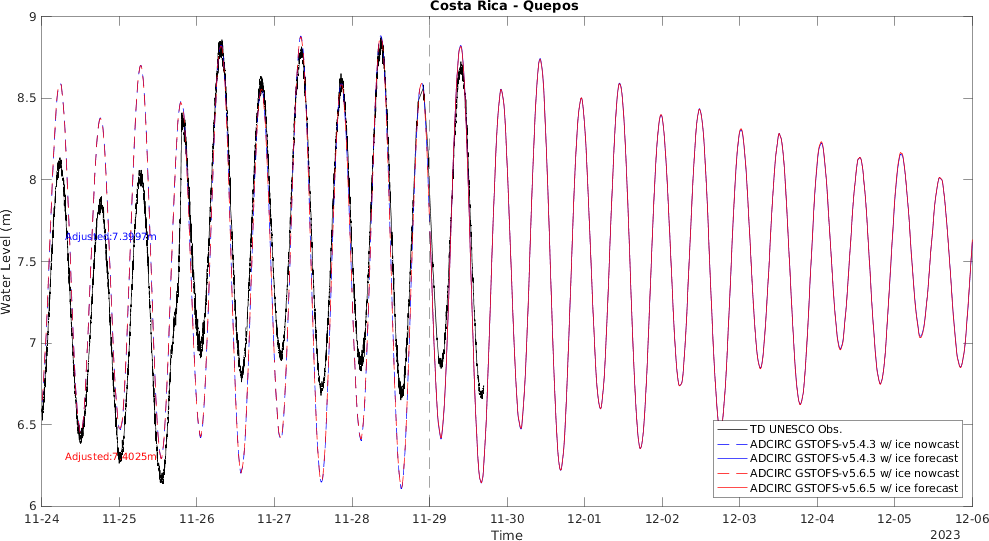 Costa Rica - Quepos
9
8.5
8
7.5
7
6.5
6
Water Level (m)
Adjusted:7.3997m
Adjusted:7.4025m
TD UNESCO Obs.
ADCIRC GSTOFS-v5.4.3 w/ ice nowcast
ADCIRC GSTOFS-v5.4.3 w/ ice forecast
ADCIRC GSTOFS-v5.6.5 w/ ice nowcast
ADCIRC GSTOFS-v5.6.5 w/ ice forecast
11-24 11-25 11-26 11-27 11-28 11-29 11-30 12-01 12-02 12-03 12-04 12-05 12-06
Time
2023